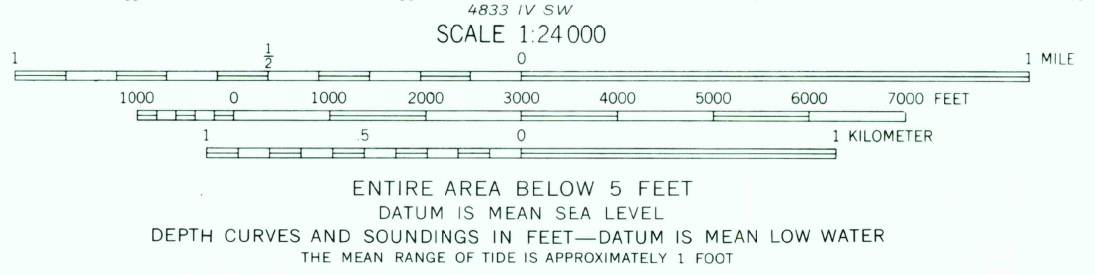 4833 IV SW
SCALE 1:24 000
1 1/2 0 1 MILE
1000 0 1000 2000 3000 4000 5000 6000 7000 FEET
1 .5 0 1 KILOMETER
ENTIRE AREA BELOW 5 FEET
DATUM IS MEAN SEA LEVEL
DEPTH CURVES AND SOUNDINGS IN FEET—DATUM IS MEAN LOW WATER
THE MEAN RANGE OF TIDE IS APPROXIMATELY 1 FOOT